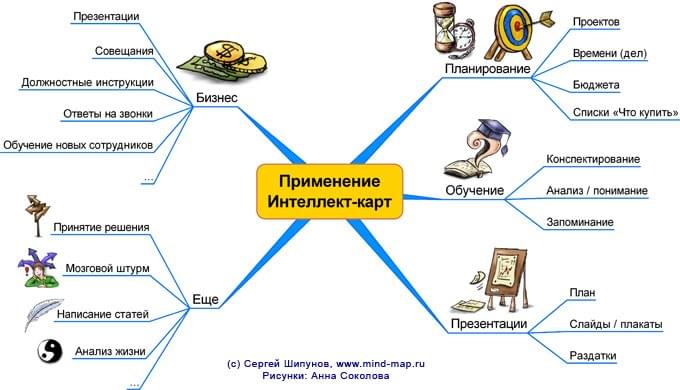 Применение
Интеллект-карт
Бизнес
Презентации
Совещания
Должностные инструкции
Ответы на звонки
Обучение новых сотрудников
...
Планирование
Проектов
Времени (дел)
Бюджета
Списки «Что купить»
Обучение
Конспектирование
Анализ / понимание
Запоминание
Презентации
План
Слайды / плакаты
Раздатки
Еще
Принятие решения
Мозговой штурм
Написание статей
Анализ жизни
...
(c) Сергей Шипунов, www.mind-map.ru
Рисунки: Анна Соколова